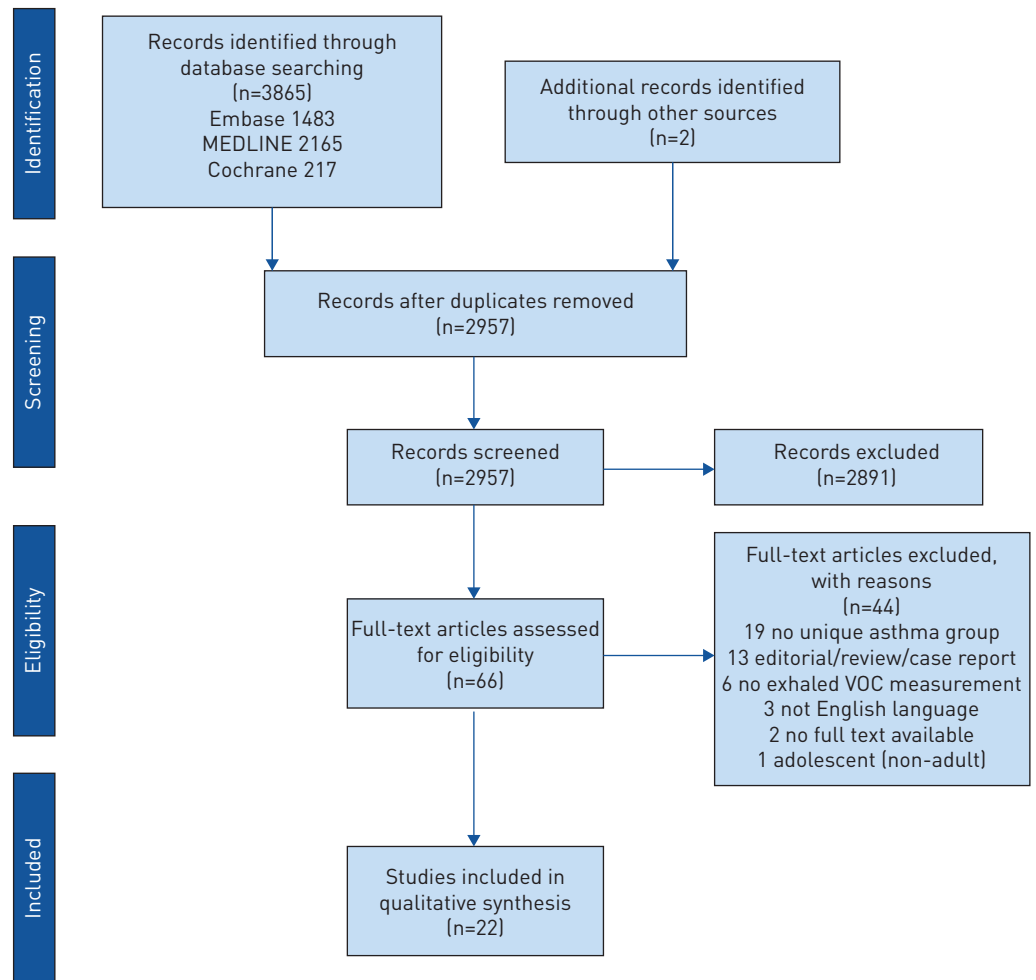 Identification
Records identified through
database searching
(n=3865)
Embase 1483
MEDLINE 2165
Cochrane 217
Additional records identified
through other sources
(n=2)
Screening
Records after duplicates removed
(n=2957)
Records screened
(n=2957)
Records excluded
(n=2891)
Eligibility
Full-text articles assessed
for eligibility
(n=66)
Full-text articles excluded,
with reasons
(n=44)
19 no unique asthma group
13 editorial/review/case report
6 no exhaled VOC measurement
3 not English language
2 no full text available
1 adolescent (non-adult)
Included
Studies included in
qualitative synthesis
(n=22)